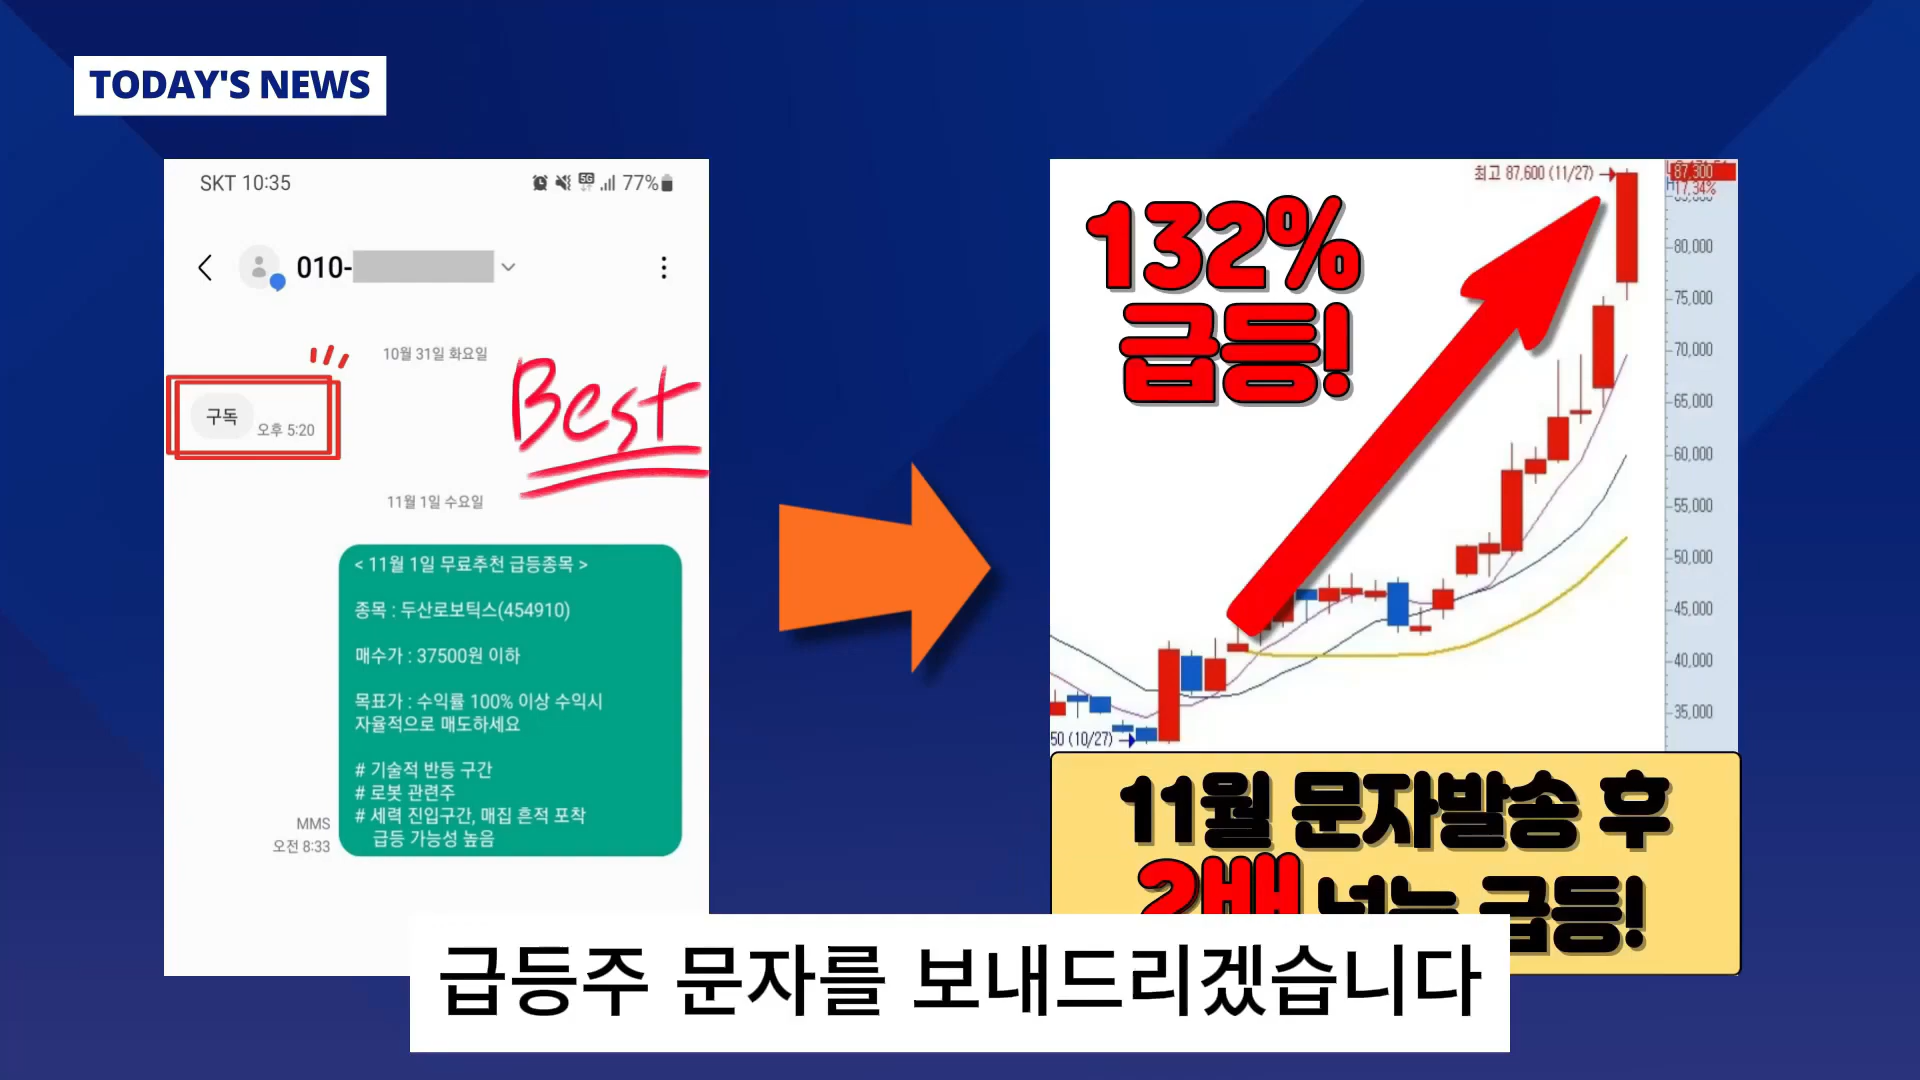 TODAY'S NEWS
SKT 10:35
5G
77%
010-
10월 31일 화요일
구독
오후 5:20
Best
11월 1일 수요일
< 11월 1일 무료추천 급등종목 >
종목 : 두산로보틱스(454910)
매수가 : 37500원 이하
목표가 : 수익률 100% 이상 수익시
자율적으로 매도하세요
# 기술적 반등 구간
# 로봇 관련주
# 세력 진입구간, 매집 흔적 포착
급등 가능성 높음
MMS
오전 8:33
최고 87,600 (11/27)
87,300
17.34%
132%
급등!
80,000
75,000
70,000
65,000
60,000
55,000
50,000
45,000
40,000
35,000
50 (10/27)
11월 문자발송 후
2배 넘는 급등!
급등주 문자를 보내드리겠습니다